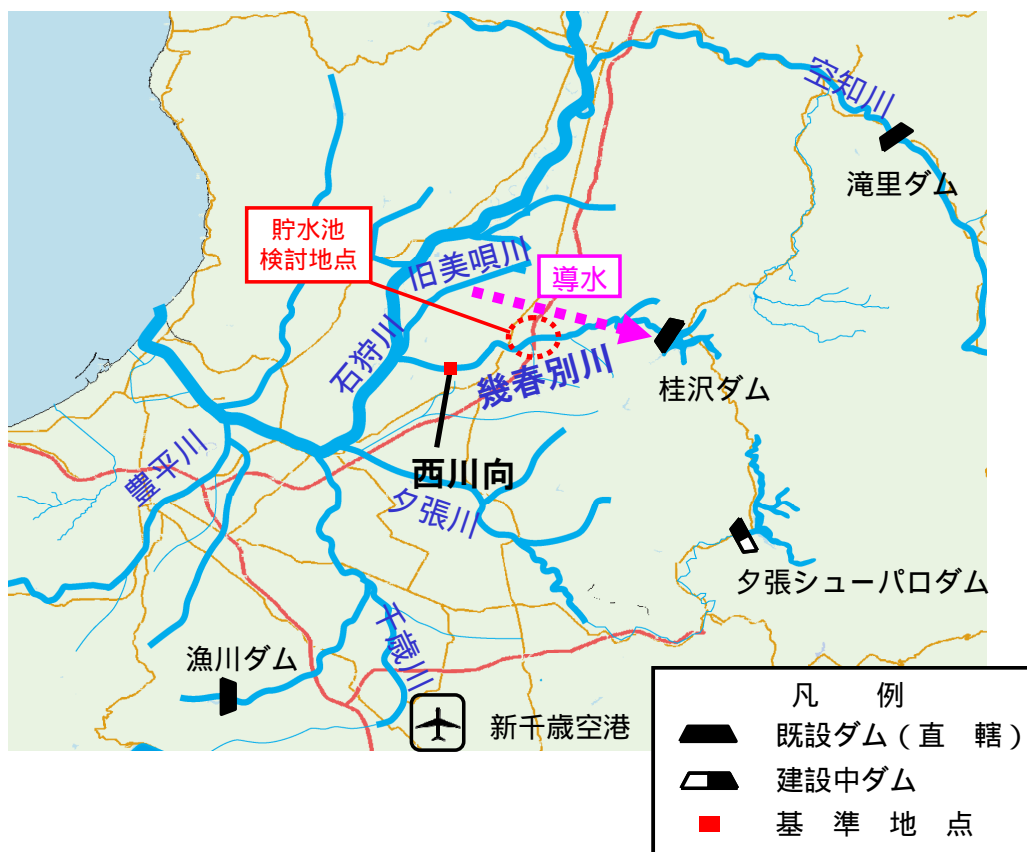 空知川
滝里ダム
貯水池
検討地点
旧美唄川
導水
石狩川
幾春別川
桂沢ダム
西川向
豊平川
夕張川
夕張シューパロダム
千歳川
漁川ダム
新千歳空港
凡 例
既設ダム(直 轄)
建設中ダム
基 準 地 点